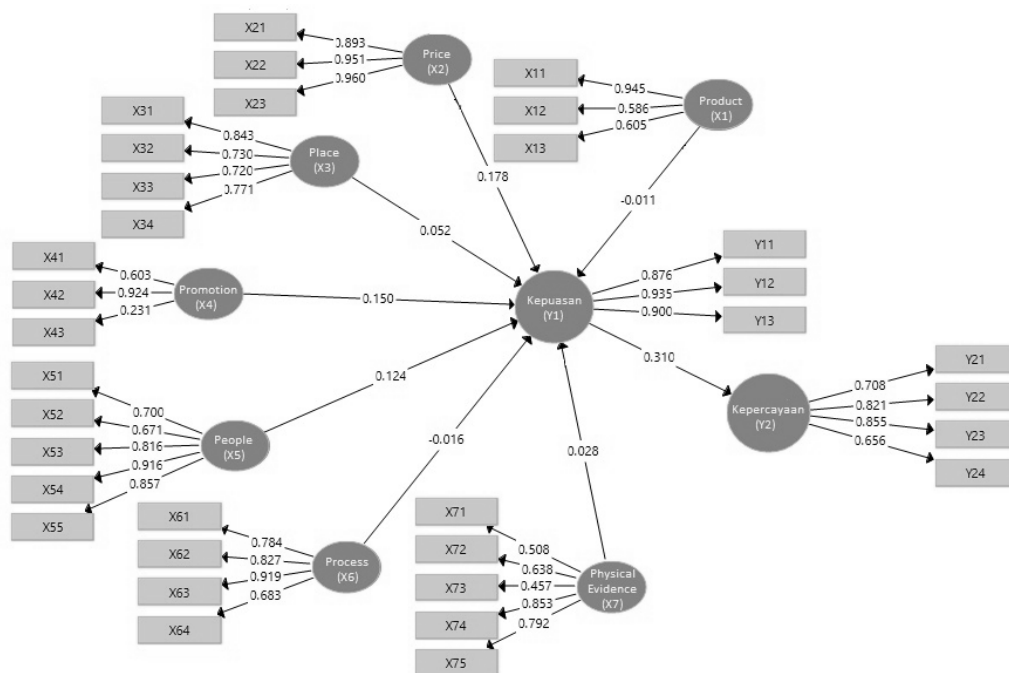 X21
X22
X23
0.893
0.951
0.960
Price
(X2)
X11
X12
X13
0.945
0.586
0.605
Product
(X1)
X31
X32
X33
X34
0.843
0.730
0.720
0.771
Place
(X3)
0.178
-0.011
0.052
X41
X42
X43
0.603
0.924
0.231
Promotion
(X4)
0.150
Kepuasan
(Y1)
0.876
0.935
0.900
Y11
Y12
Y13
0.310
X51
X52
X53
X54
X55
0.700
0.671
0.816
0.916
0.857
People
(X5)
0.124
-0.016
0.028
Kepercayaan
(Y2)
0.708
0.821
0.855
0.656
Y21
Y22
Y23
Y24
X61
X62
X63
X64
0.784
0.827
0.919
0.683
Process
(X6)
X71
X72
X73
X74
X75
0.508
0.638
0.457
0.853
0.792
Physical
Evidence
(X7)